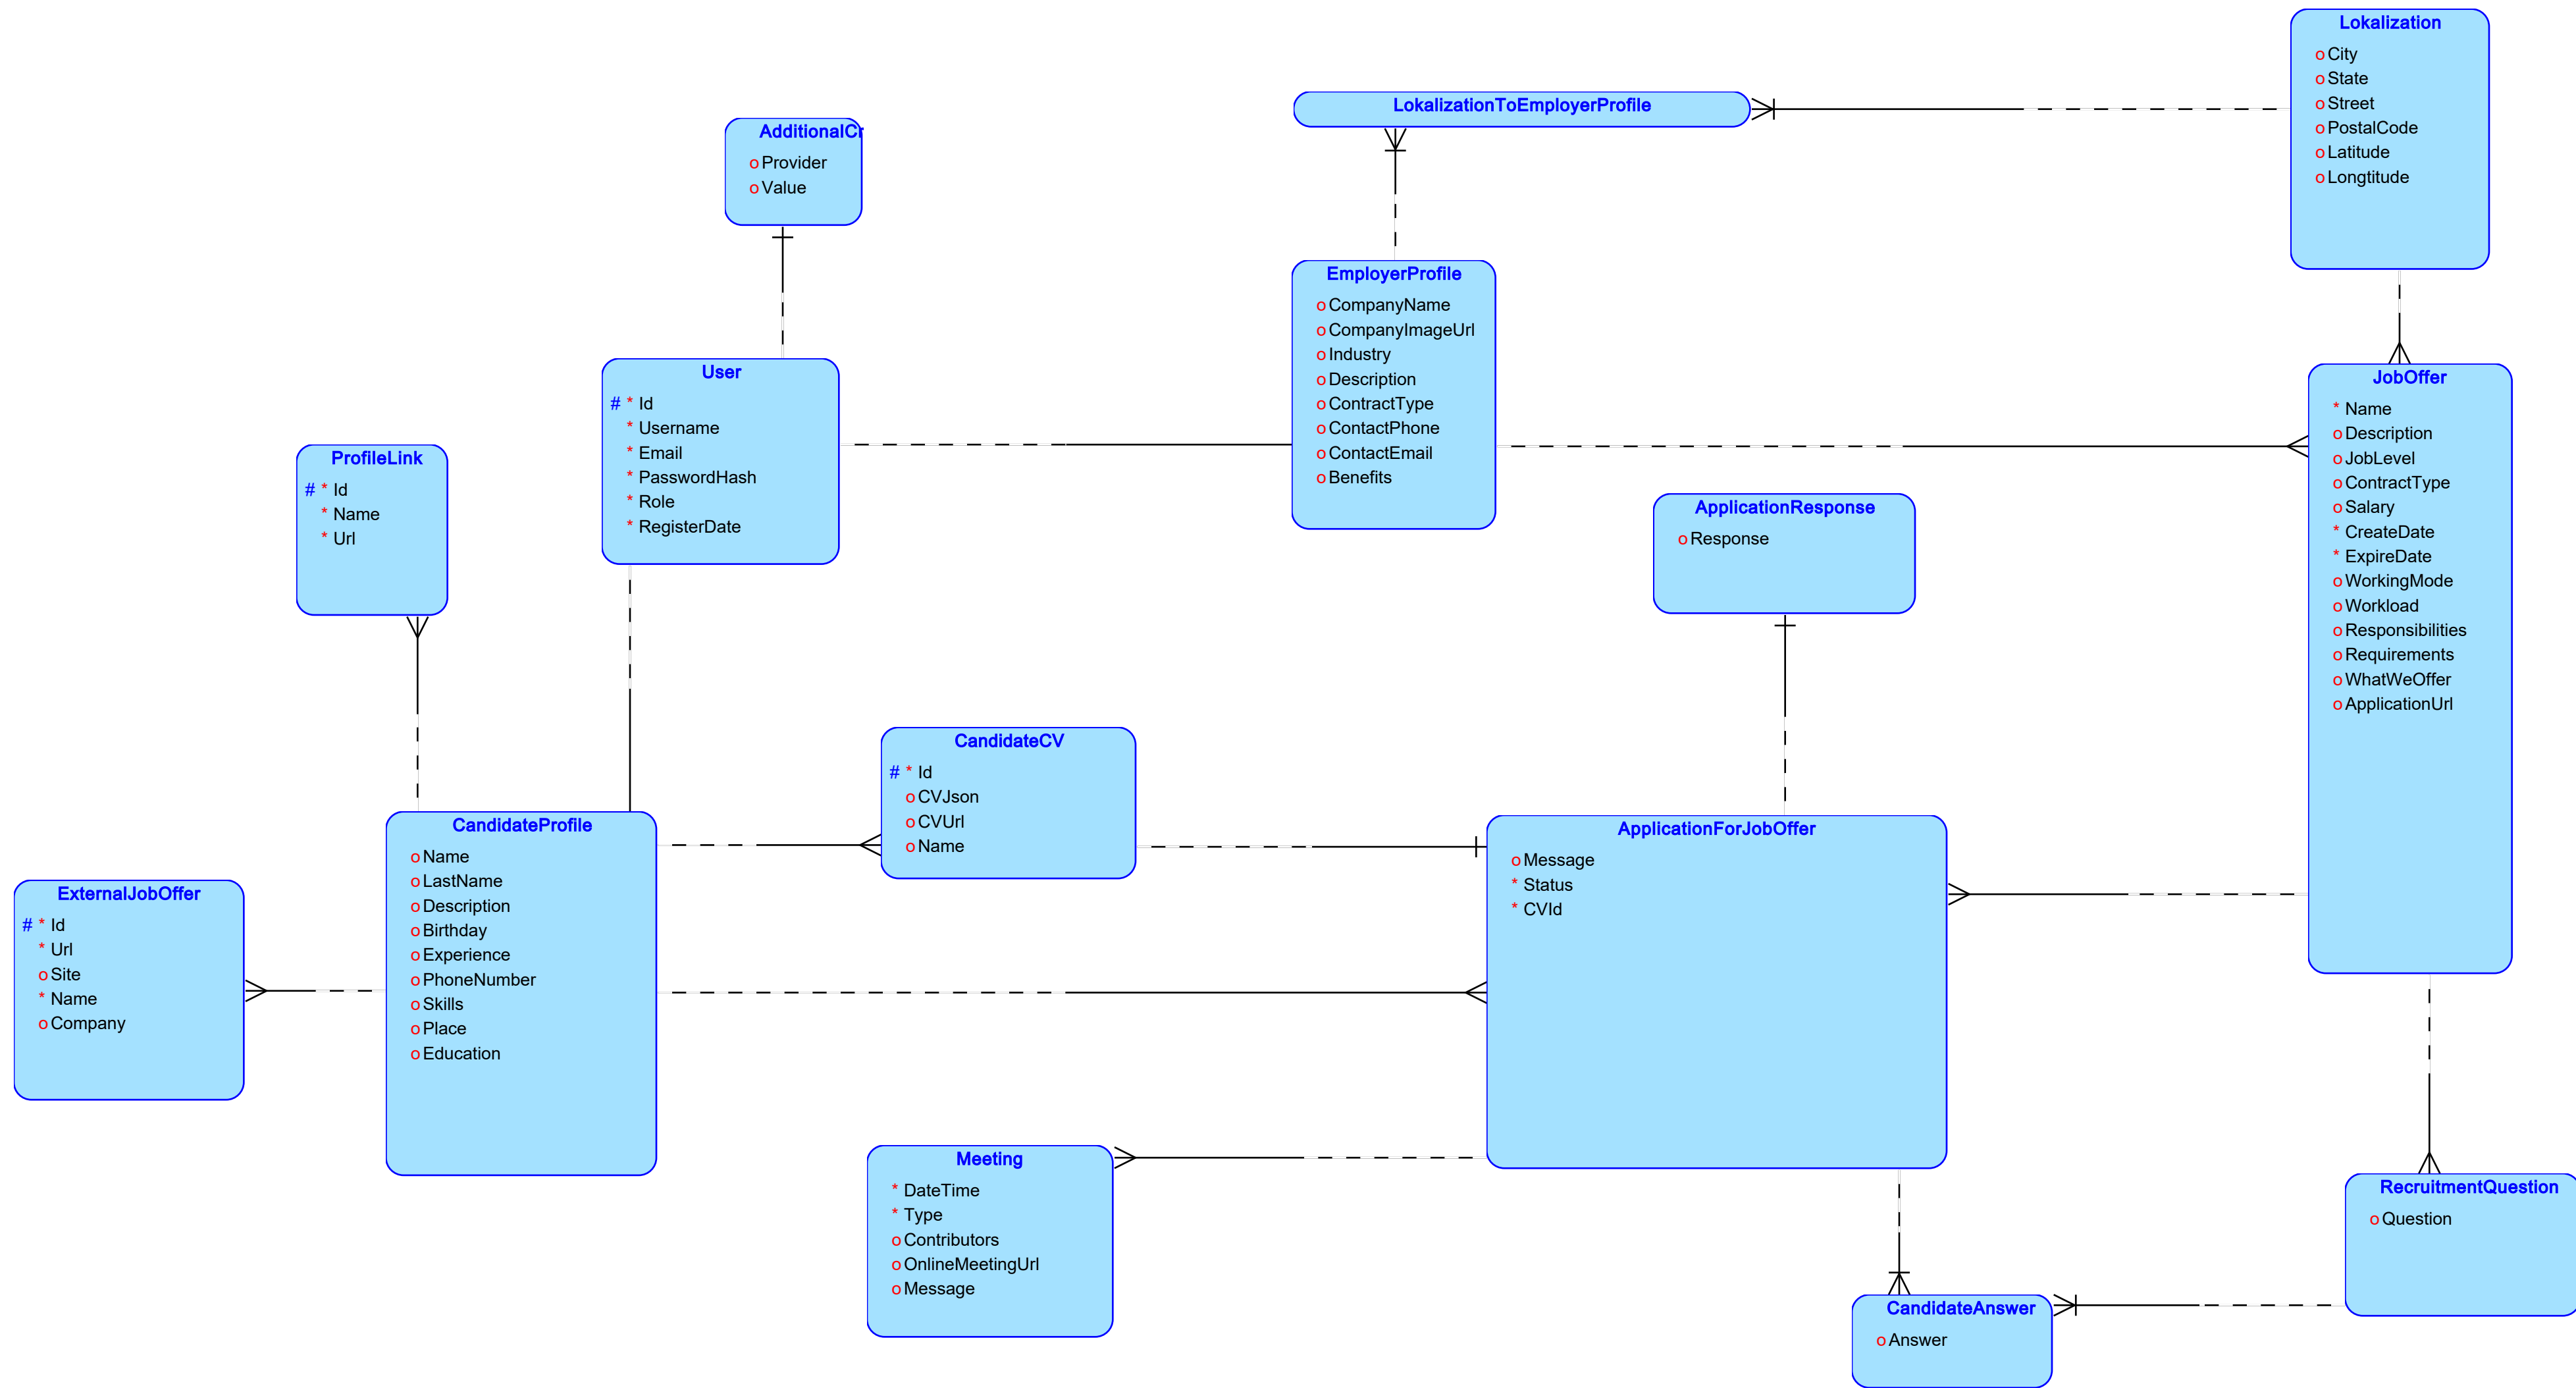 Lokalization
o City
o State
o Street
o PostalCode
o Latitude
o Longtitude
LokalizationToEmployerProfile
AdditionalCr
o Provider
o Value
EmployerProfile
o CompanyName
o CompanyImageUrl
o Industry
o Description
o ContractType
o ContactPhone
o ContactEmail
o Benefits
User
# * Id
* Username
* Email
* PasswordHash
* Role
* RegisterDate
JobOffer
* Name
o Description
o JobLevel
o ContractType
o Salary
* CreateDate
* ExpireDate
o WorkingMode
o Workload
o Responsibilities
o Requirements
o WhatWeOffer
o ApplicationUrl
ProfileLink
# * Id
* Name
* Url
ApplicationResponse
o Response
CandidateCV
# * Id
o CVJson
o CVUrl
o Name
CandidateProfile
o Name
o LastName
o Description
o Birthday
o Experience
o PhoneNumber
o Skills
o Place
o Education
ApplicationForJobOffer
o Message
* Status
* CVId
ExternalJobOffer
# * Id
* Url
o Site
* Name
o Company
Meeting
* DateTime
* Type
o Contributors
o OnlineMeetingUrl
o Message
RecruitmentQuestion
o Question
CandidateAnswer
o Answer